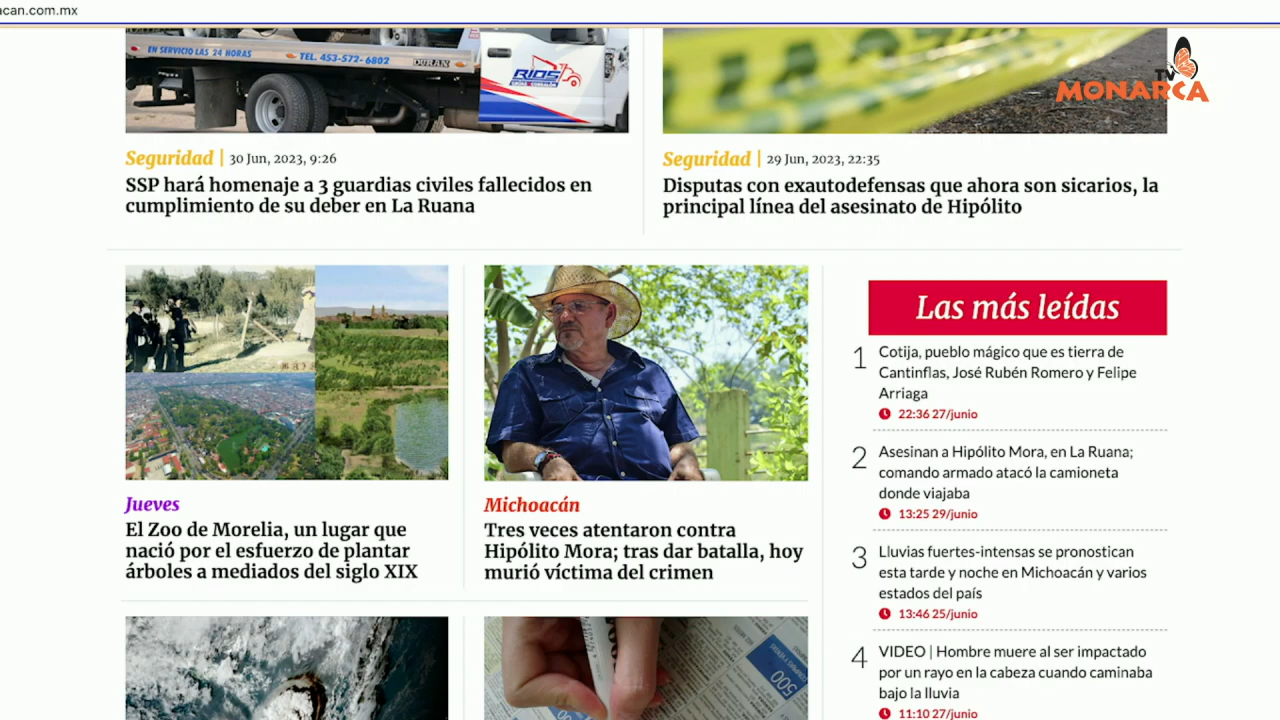 acan.com.mx
EN SERVICIO LAS 24 HORAS
TEL. 453-572-6802
DURAN
RIOS
TV
MONARCA
Seguridad | 30 Jun, 2023, 9:26
SSP hará homenaje a 3 guardias civiles fallecidos en
cumplimiento de su deber en La Ruana
Seguridad | 29 Jun, 2023, 22:35
Disputas con exautodefensas que ahora son sicarios, la
principal línea del asesinato de Hipólito
Jueves
El Zoo de Morelia, un lugar que
nació por el esfuerzo de plantar
árboles a mediados del siglo XIX
Michoacán
Tres veces atentaron contra
Hipólito Mora; tras dar batalla, hoy
murió víctima del crimen
Las más leídas
1 Cotija, pueblo mágico que es tierra de
Cantinflas, José Rubén Romero y Felipe
Arriaga
22:36 27/junio
2 Asesinan a Hipólito Mora, en La Ruana;
comando armado atacó la camioneta
donde viajaba
13:25 29/junio
3 Lluvias fuertes-intensas se pronostican
esta tarde y noche en Michoacán y varios
estados del país
13:46 25/junio
4 VIDEO | Hombre muere al ser impactado
por un rayo en la cabeza cuando caminaba
bajo la lluvia
11:10 27/junio
500